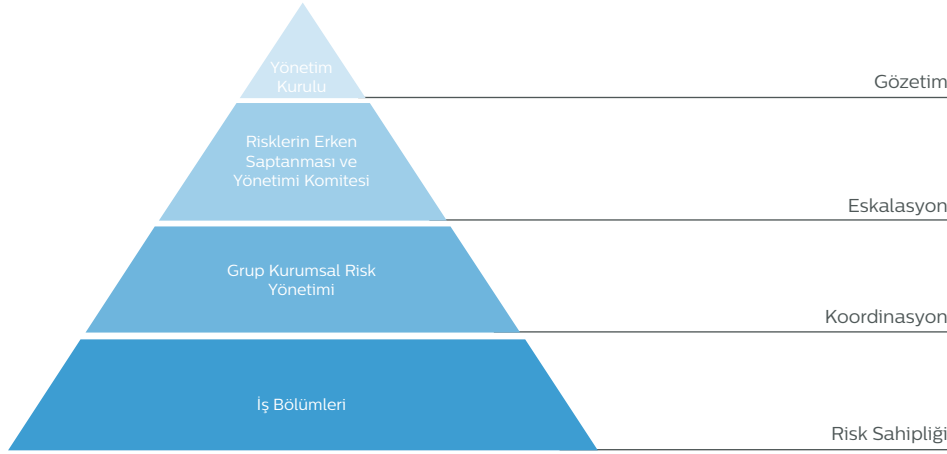 Yönetim
Kurulu
Gözetim
Risklerin Erken
Saptanması ve
Yönetimi Komitesi
Eskalasyon
Grup Kurumsal Risk
Yönetimi
Koordinasyon
İş Bölümleri
Risk Sahipliği